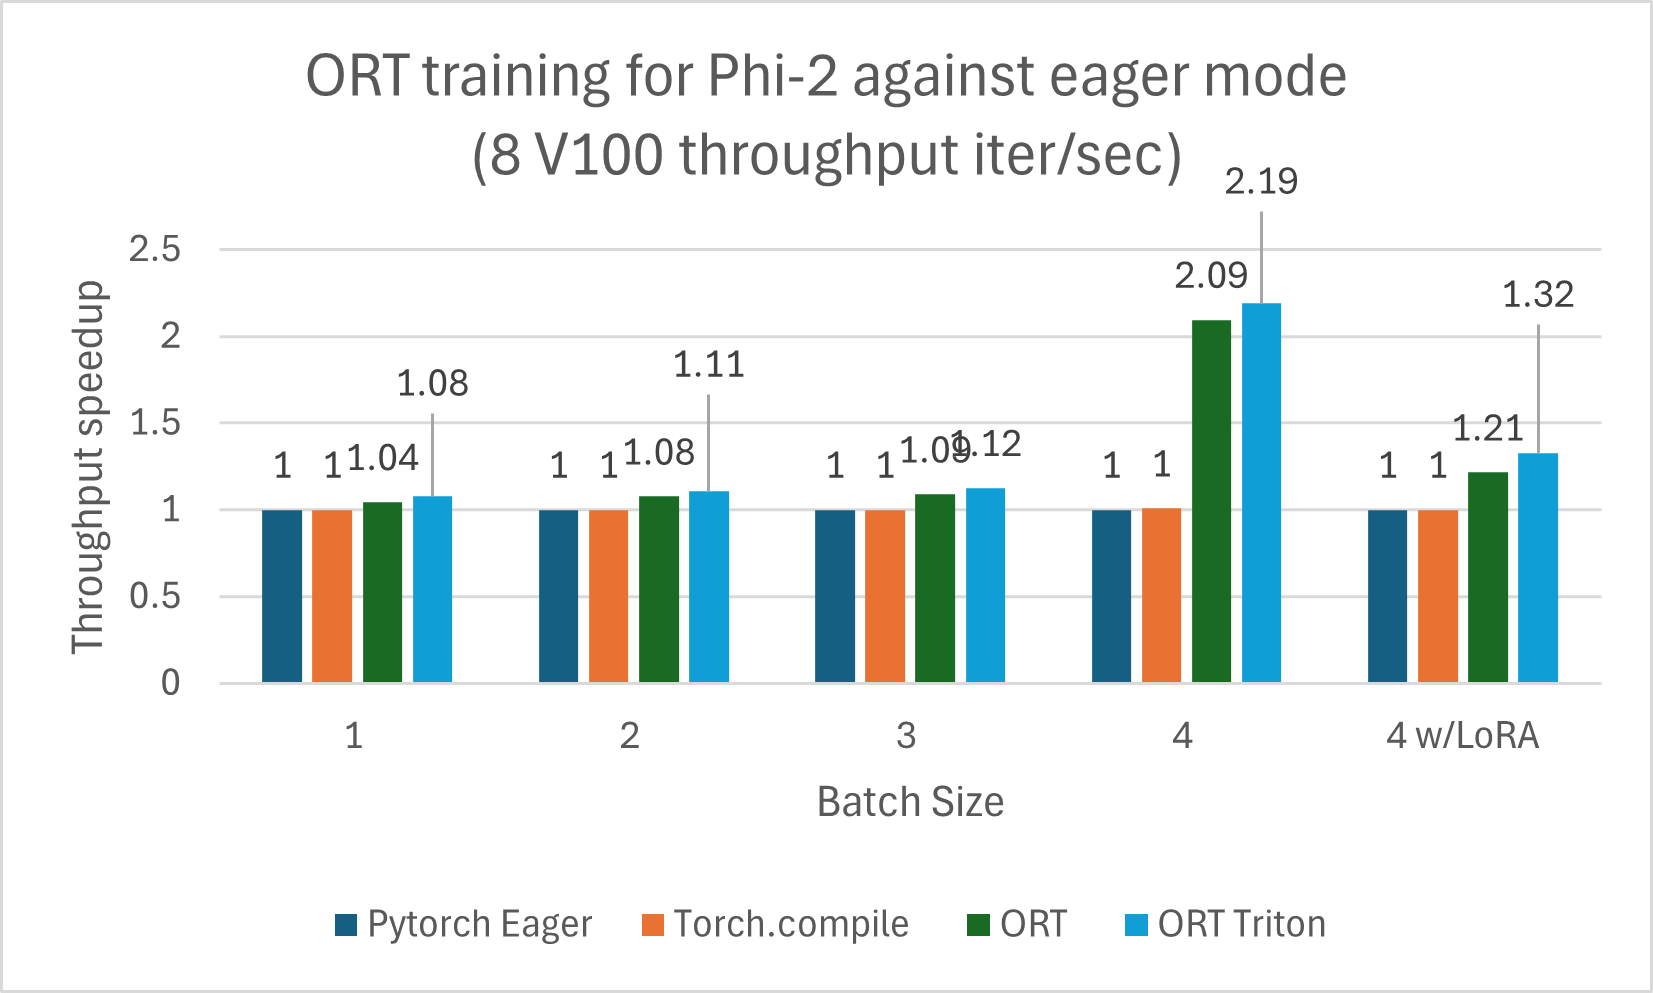 ORT training for Phi-2 against eager mode
(8 V100 throughput iter/sec)
Throughput speedup
2.5
2
1.5
1
0.5
0
1 1 1.04 1.08
1 1 1.08 1.11
1 1 1.09 1.12
1 1 2.09 2.19
1 1 1.21 1.32
1 2 3 4 4 w/LoRA
Batch Size
Pytorch Eager Torch.compile ORT ORT Triton